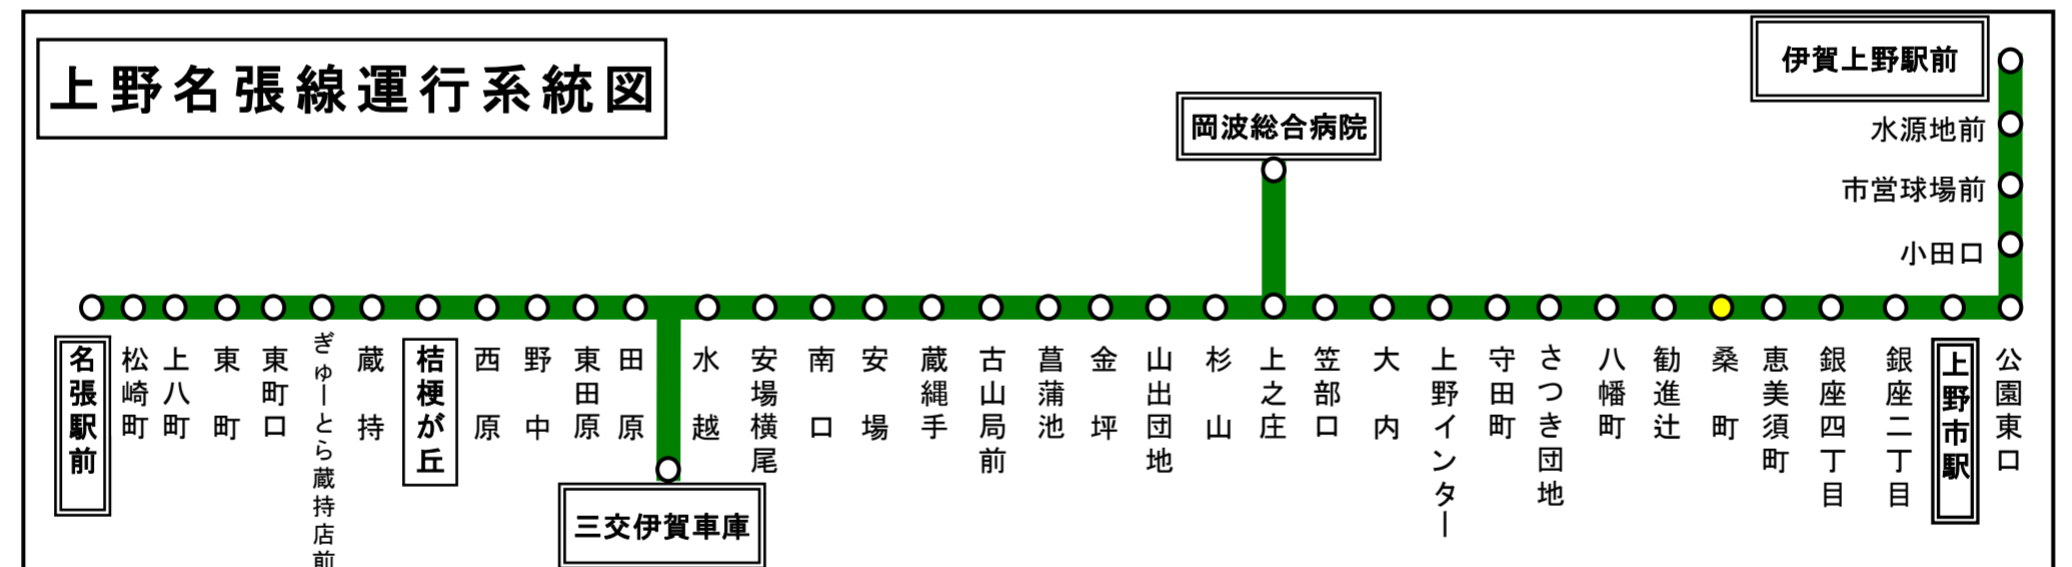 上野名張線運行系統図
伊賀上野駅前
水源地前
市営球場前
小田口
岡波総合病院
名張駅前
松崎町
上八町
東町
東町口
ぎゅーとら蔵持店前
蔵持
桔梗が丘
西原
野中
東田原
田原
三交伊賀車庫
水越
安場横尾
南口
安場
蔵縄手
古山局前
菖蒲池
金坪
山出団地
杉山
上之庄
笠部口
大内
上野インター
守田町
さつき団地
八幡町
勧進辻
桑町
恵美須町
銀座四丁目
銀座二丁目
上野市駅
公園東口